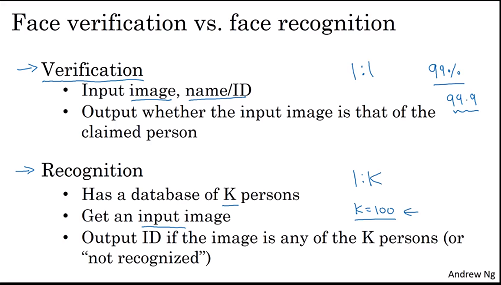 Face verification vs. face recognition
→ Verification 1:1 99%
• Input image, name/ID 99.9
• Output whether the input image is that of the
claimed person
→ Recognition 1:K
• Has a database of K persons
• Get an input image K=100 ←
• Output ID if the image is any of the K persons (or
“not recognized”)
Andrew Ng